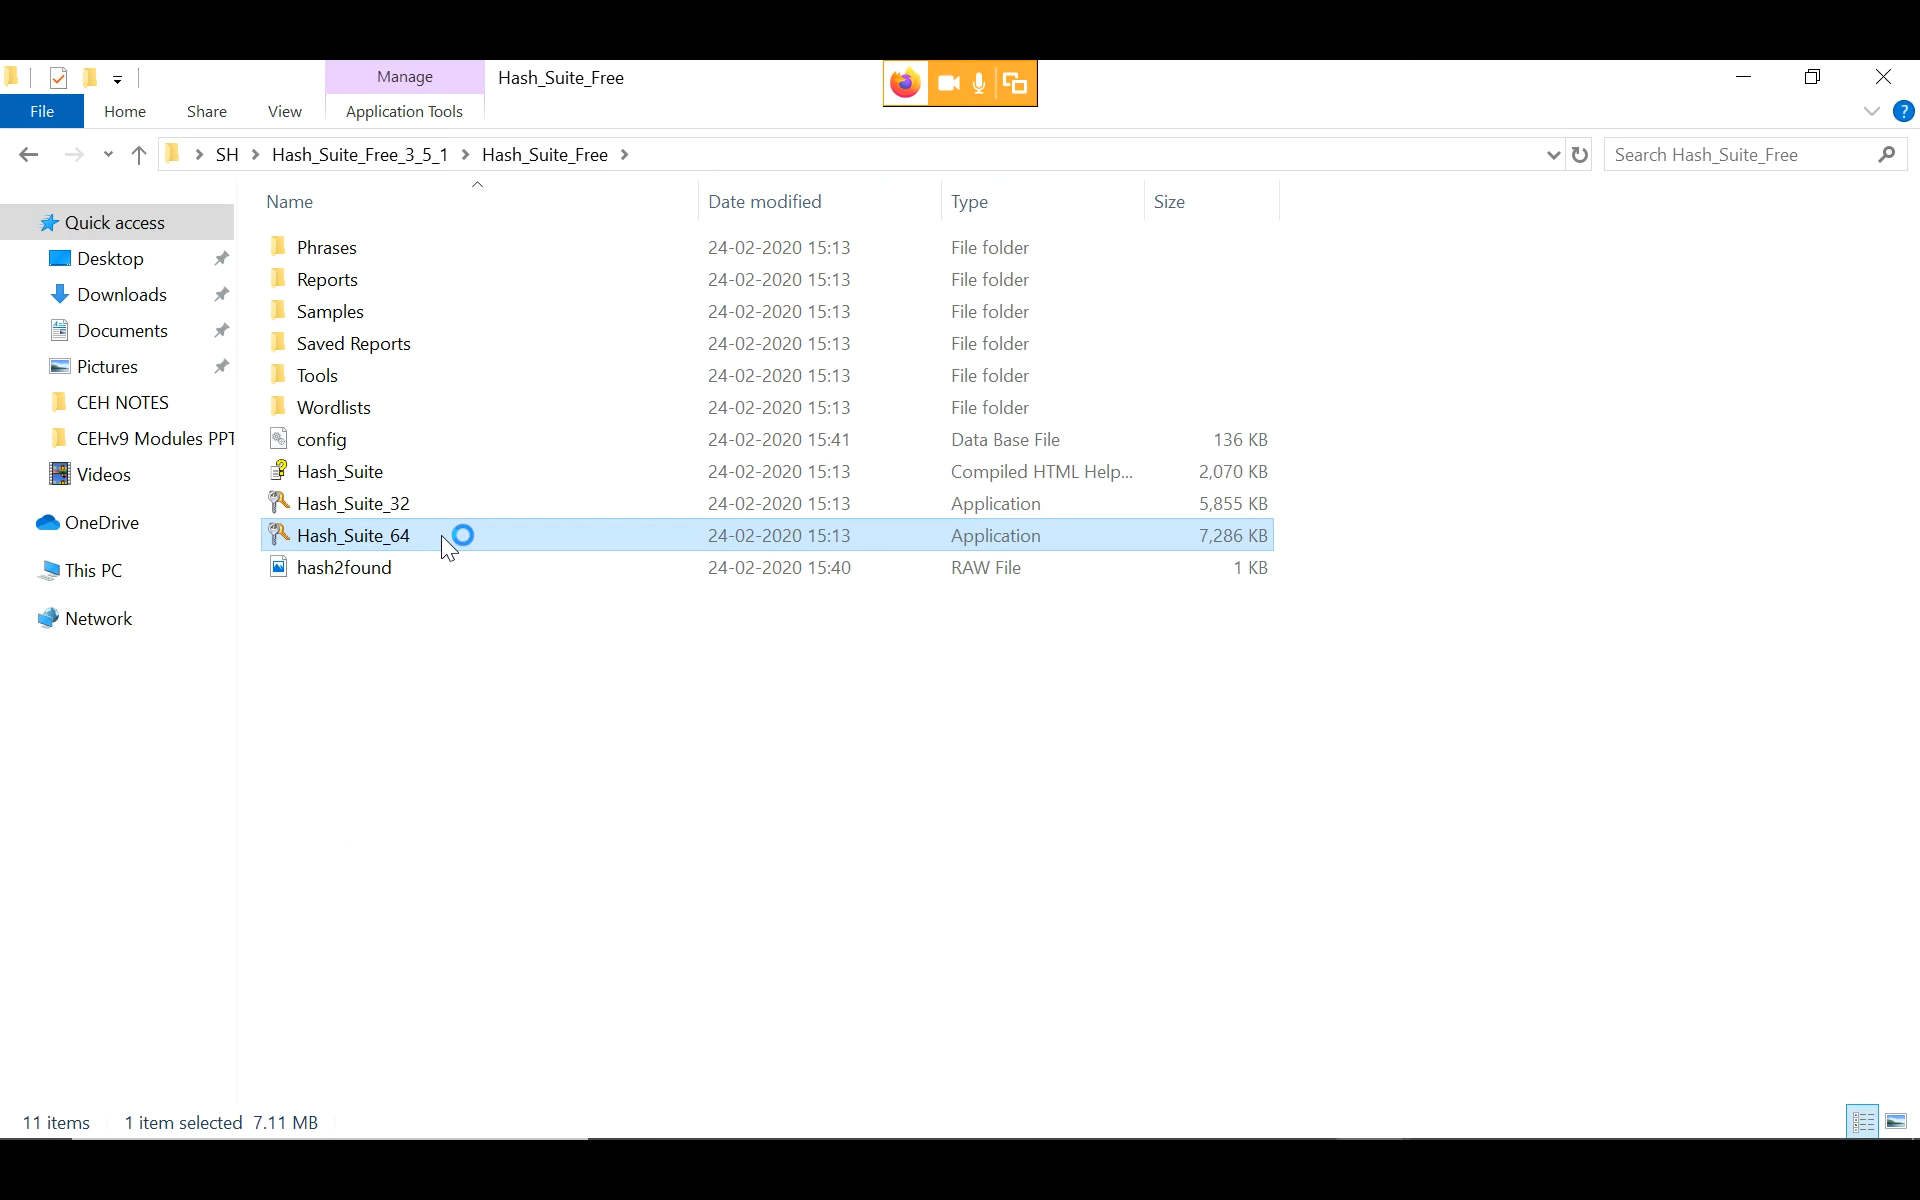 Manage Hash_Suite_Free
File Home Share View Application Tools
SH Hash_Suite_Free_3_5_1 Hash_Suite_Free Search Hash_Suite_Free
Name Date modified Type Size
Quick access
Desktop
Downloads
Documents
Pictures
CEH NOTES
CEHv9 Modules PPT
Videos
OneDrive
This PC
Network
Phrases 24-02-2020 15:13 File folder
Reports 24-02-2020 15:13 File folder
Samples 24-02-2020 15:13 File folder
Saved Reports 24-02-2020 15:13 File folder
Tools 24-02-2020 15:13 File folder
Wordlists 24-02-2020 15:13 File folder
config 24-02-2020 15:41 Data Base File 136 KB
Hash_Suite 24-02-2020 15:13 Compiled HTML Help... 2,070 KB
Hash_Suite_32 24-02-2020 15:13 Application 5,855 KB
Hash_Suite_64 24-02-2020 15:13 Application 7,286 KB
hash2found 24-02-2020 15:40 RAW File 1 KB
11 items 1 item selected 7.11 MB